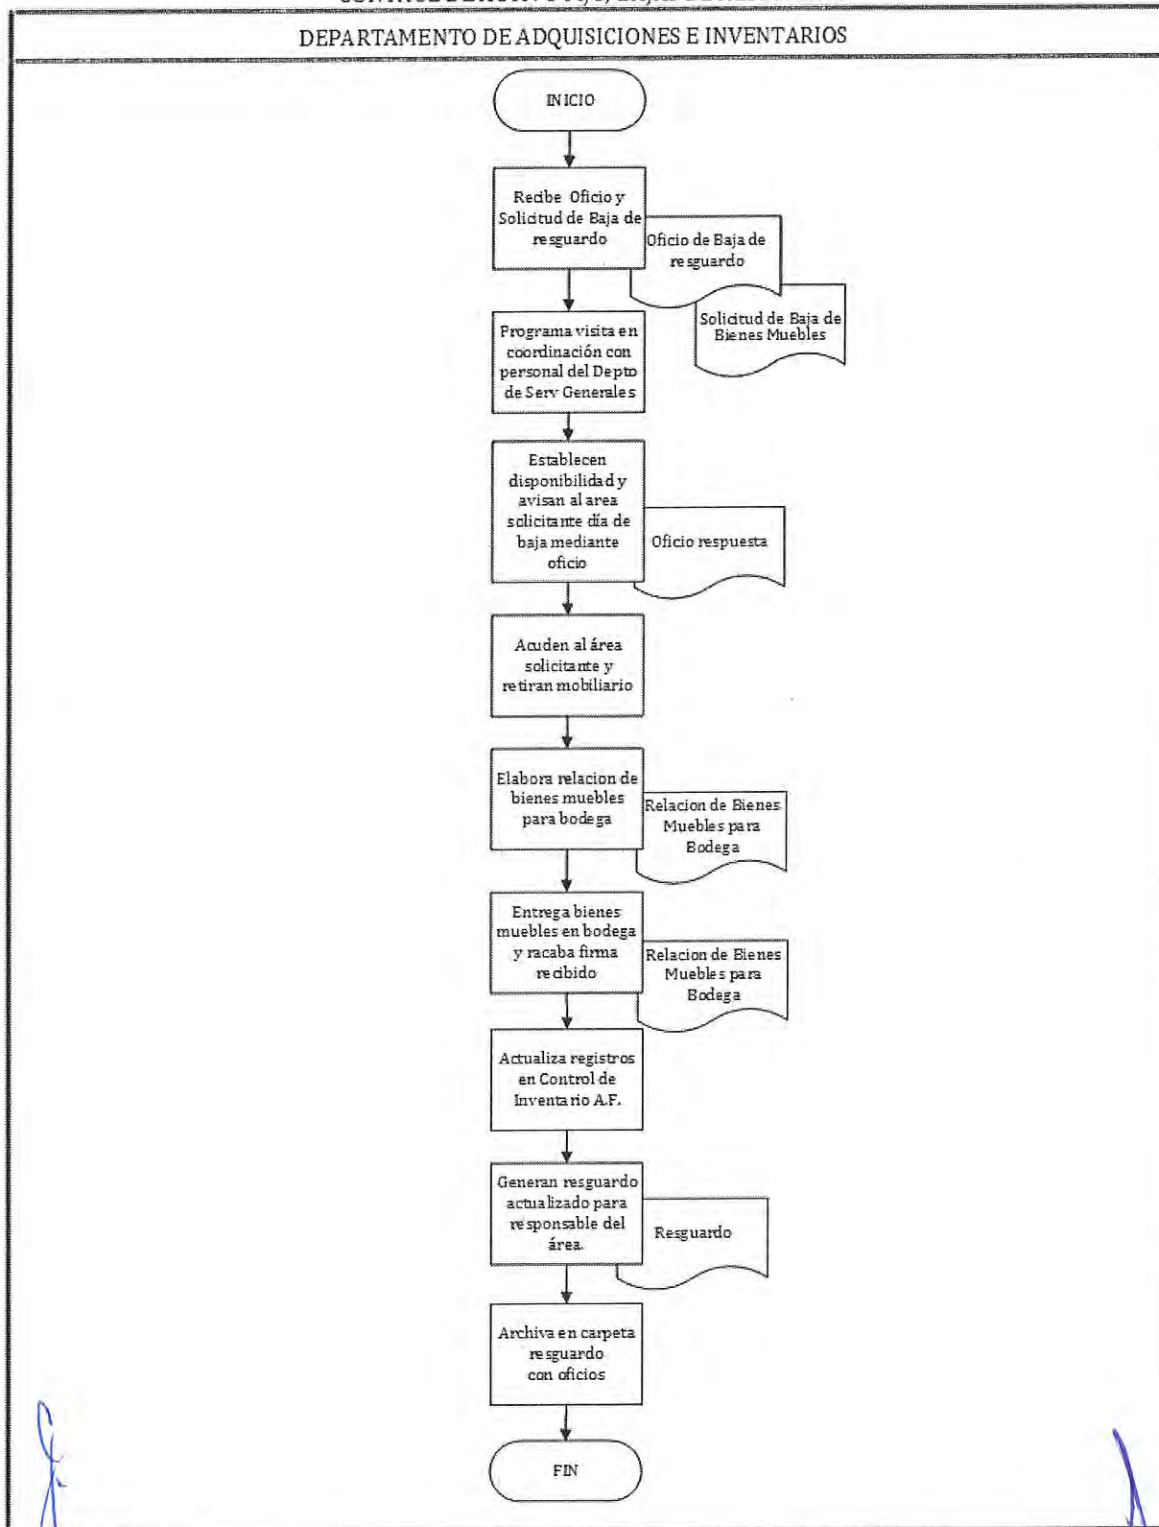 DEPARTAMENTO DE ADQUISICIONES E INVENTARIOS
INICIO
Recibe Oficio y
Solicitud de Baja de
resguardo
Oficio de Baja de
resguardo
Solicitud de Baja de
Bienes Muebles
Programa visita en
coordinación con
personal del Depto
de Serv Generales
Establecen
disponibilidad y
avisan al area
solicitante día de
baja mediante
oficio
Oficio respuesta
Acuden al área
solicitante y
retiran mobiliario
Elabora relacion de
bienes muebles
para bodega
Relacion de Bienes
Muebles para
Bodega
Entrega bienes
muebles en bodega
y racaba firma
recibido
Relacion de Bienes
Muebles para
Bodega
Actualiza registros
en Control de
Inventario A.F.
Generan resguardo
actualizado para
responsable del
área.
Resguardo
Archiva en carpeta
resguardo
con oficios
FIN